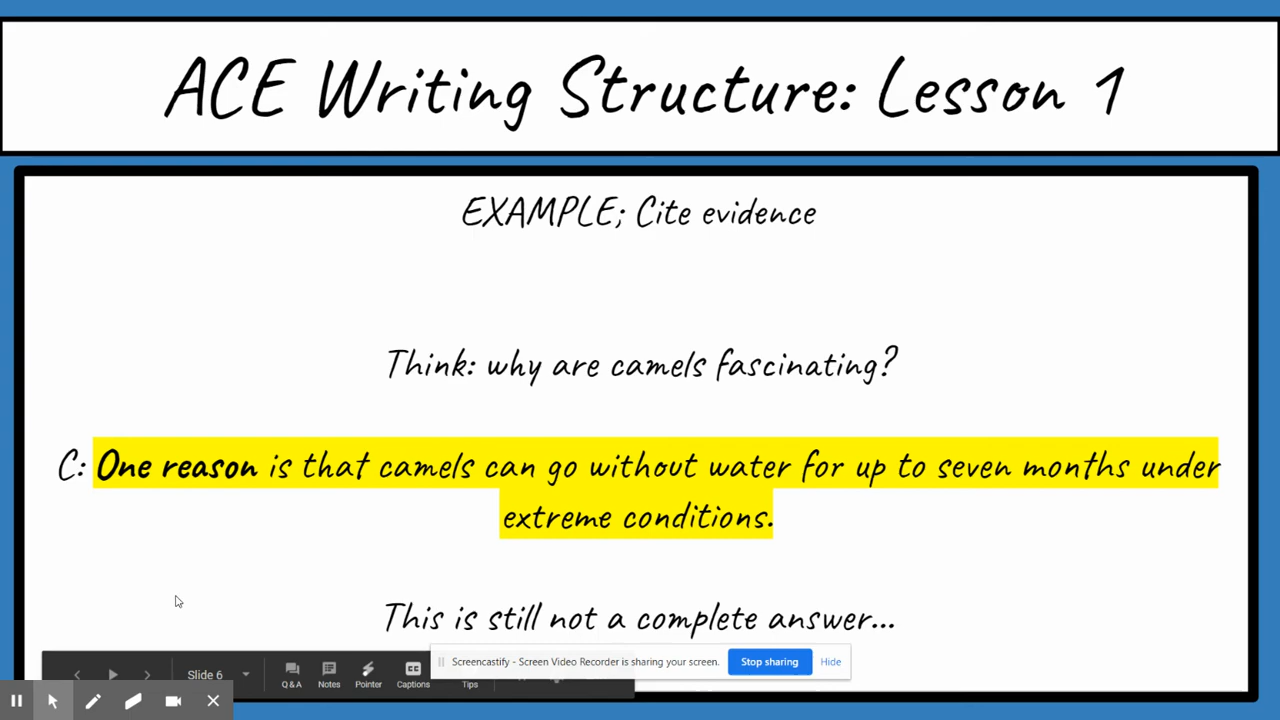 ACE Writing Structure: Lesson 1
EXAMPLE; Cite evidence
Think: why are camels fascinating?
C: One reason is that camels can go without water for up to seven months under
extreme conditions.
This is still not a complete answer...
Screencastify - Screen Video Recorder is sharing your screen. Stop sharing Hide
Slide 6
Q & A Notes Pointer Captions Tips